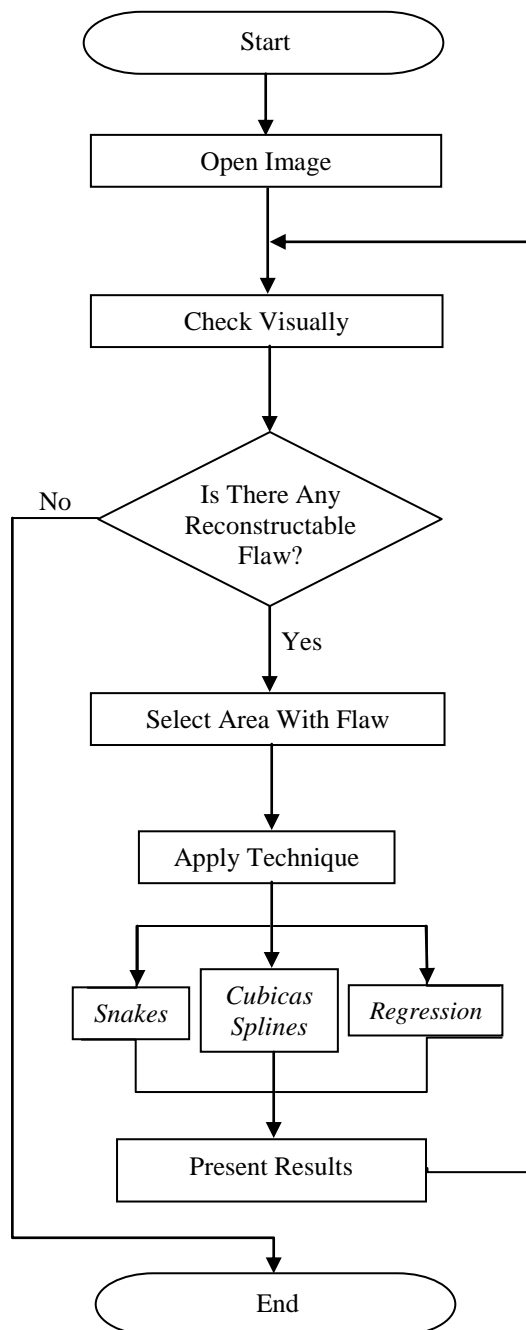 Start
Open Image
Check Visually
Is There Any
Reconstructable
Flaw?
No
Yes
Select Area With Flaw
Apply Technique
Snakes
Cubicas
Splines
Regression
Present Results
End